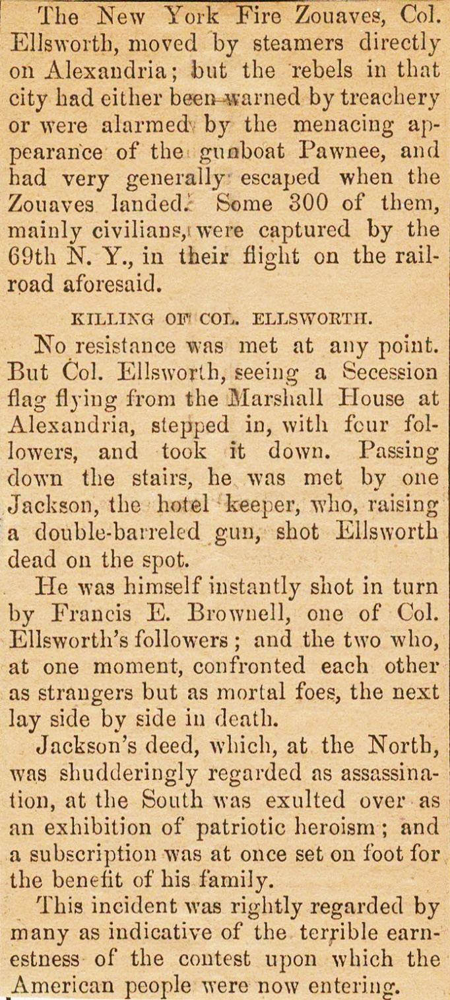 The New York Fire Zouaves, Col.
Ellsworth, moved by steamers directly
on Alexandria; but the rebels in that
city had either been warned by treachery
or were alarmed by the menacing ap-
pearance of the gunboat Pawnee, and
had very generally escaped when the
Zouaves landed. Some 300 of them,
mainly civilians, were captured by the
69th N. Y., in their flight on the rail-
road aforesaid.
KILLING OF COL. ELLSWORTH.
No resistance was met at any point.
But Col. Ellsworth, seeing a Secession
flag flying from the Marshall House at
Alexandria, stepped in, with four fol-
lowers, and took it down. Passing
down the stairs, he was met by one
Jackson, the hotel keeper, who, raising
a double-barreled gun, shot Ellsworth
dead on the spot.
He was himself instantly shot in turn
by Francis E. Brownell, one of Col.
Ellsworth's followers; and the two who,
at one moment, confronted each other
as strangers but as mortal foes, the next
lay side by side in death.
Jackson's deed, which, at the North,
was shudderingly regarded as assassina-
tion, at the South was exulted over as
an exhibition of patriotic heroism; and
a subscription was at once set on foot for
the benefit of his family.
This incident was rightly regarded by
many as indicative of the terrible earn-
estness of the contest upon which the
American people were now entering.